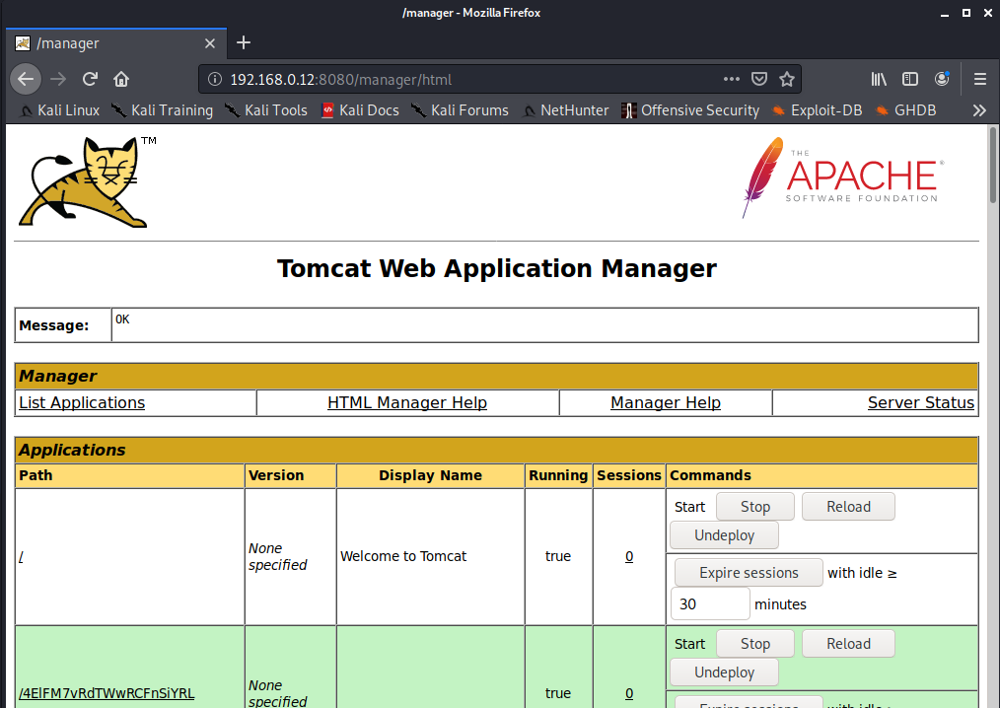 /manager - Mozilla Firefox
/manager
192.168.0.12:8080/manager/html
Kali Linux Kali Training Kali Tools Kali Docs Kali Forums NetHunter Offensive Security Exploit-DB GHDB
TM
THE
APACHE®
SOFTWARE FOUNDATION
Tomcat Web Application Manager
Message: OK
Manager
List Applications HTML Manager Help Manager Help Server Status
Applications
Path Version Display Name Running Sessions Commands
/ None specified Welcome to Tomcat true 0
Start Stop Reload
Undeploy
Expire sessions with idle ≥
30 minutes
/4ElFM7vRdTWwRCFnSiYRL None specified true 0
Start Stop Reload
Undeploy
Expire sessions with idle ≥